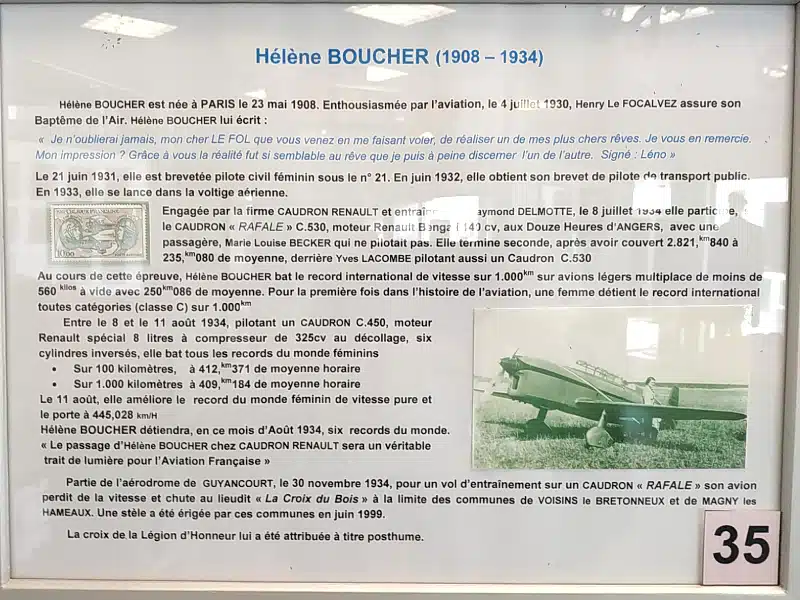 Hélène BOUCHER (1908 – 1934)
Hélène BOUCHER est née à PARIS le 23 mai 1908. Enthousiasmée par l'aviation, le 4 juillet 1930, Henry Le FOCALVEZ assure son
Baptême de l'Air. Hélène BOUCHER lui écrit :
« Je n'oublierai jamais, mon cher LE FOL que vous venez en me faisant voler, de réaliser un de mes plus chers rêves. Je vous en remercie.
Mon impression ? Grâce à vous la réalité fut si semblable au rêve que je puis à peine discerner l'un de l'autre. Signé : Léno »
Le 21 juin 1931, elle est brevetée pilote civil féminin sous le n° 21. En juin 1932, elle obtient son brevet de pilote de transport public.
En 1933, elle se lance dans la voltige aérienne.
Engagée par la firme CAUDRON RENAULT et DELMOTTE, le 8 juillet 1934 elle participe,
le CAUDRON « RAFALE » C.530, moteur Renault Bengali 140 cv, aux Douze Heures d'ANGERS, avec une
passagère, Marie Louise BECKER qui ne pilotait pas. Elle termine seconde, après avoir couvert 2.821,km840 à
235,km080 de moyenne, derrière Yves LACOMBE pilotant aussi un Caudron C.530
Au cours de cette épreuve, Hélène BOUCHER bat le record international de vitesse sur 1.000km sur avions légers multiplace de moins de
560 kilos à vide avec 250km086 de moyenne. Pour la première fois dans l'histoire de l'aviation, une femme détient le record international
toutes catégories (classe C) sur 1.000km
Entre le 8 et le 11 août 1934, pilotant un CAUDRON C.450, moteur
Renault spécial 8 litres à compresseur de 325cv au décollage, six
cylindres inversés, elle bat tous les records du monde féminins
• Sur 100 kilomètres, à 412,km371 de moyenne horaire
• Sur 1.000 kilomètres à 409,km184 de moyenne horaire
Le 11 août, elle améliore le record du monde féminin de vitesse pure et
le porte à 445,028 km/H
Hélène BOUCHER détiendra, en ce mois d'Août 1934, six records du monde.
« Le passage d'Hélène BOUCHER chez CAUDRON RENAULT sera un véritable
trait de lumière pour l'Aviation Française »
Partie de l'aérodrome de GUYANCOURT, le 30 novembre 1934, pour un vol d'entraînement sur un CAUDRON « RAFALE » son avion
perdit de la vitesse et chute au lieudit « La Croix du Bois » à la limite des communes de VOISINS le BRETONNEUX et de MAGNY les
HAMEAUX. Une stèle a été érigée par ces communes en juin 1999.
La croix de la Légion d'Honneur lui a été attribuée à titre posthume.
35